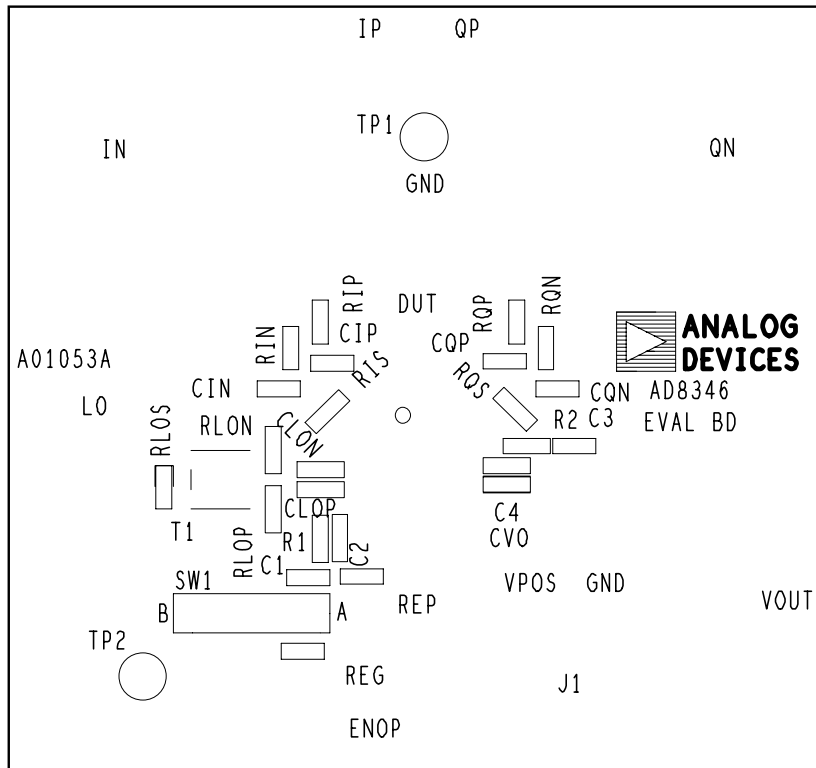 IP QP
TP1
IN
QN
GND
RIP
DUT
RQP
RQN
RIN
CIP
CQP
ANALOG
DEVICES
A01053A
RIS
RQS
CIN
CQN
AD8346
LO
RLOS
RLON
CLON
R2
C3
EVAL BD
CLOP
C4
T1
RLOP
R1
C2
CVO
C1
SW1
VPOS GND
B
A
REP
VOUT
TP2
REG
J1
ENOP